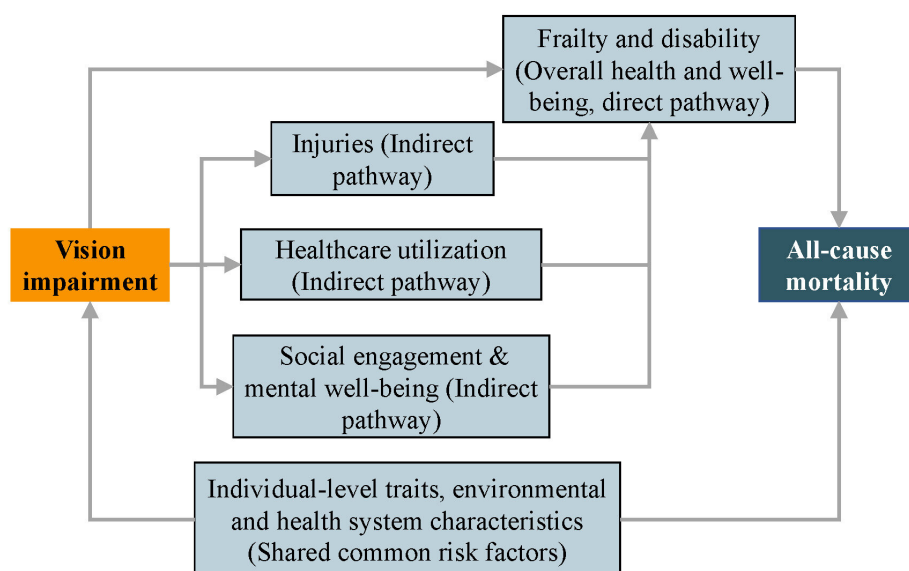 Frailty and disability
(Overall health and well-
being, direct pathway)
Injuries (Indirect
pathway)
Vision
impairment
Healthcare utilization
(Indirect pathway)
All-cause
mortality
Social engagement &
mental well-being (Indirect
pathway)
Individual-level traits, environmental
and health system characteristics
(Shared common risk factors)